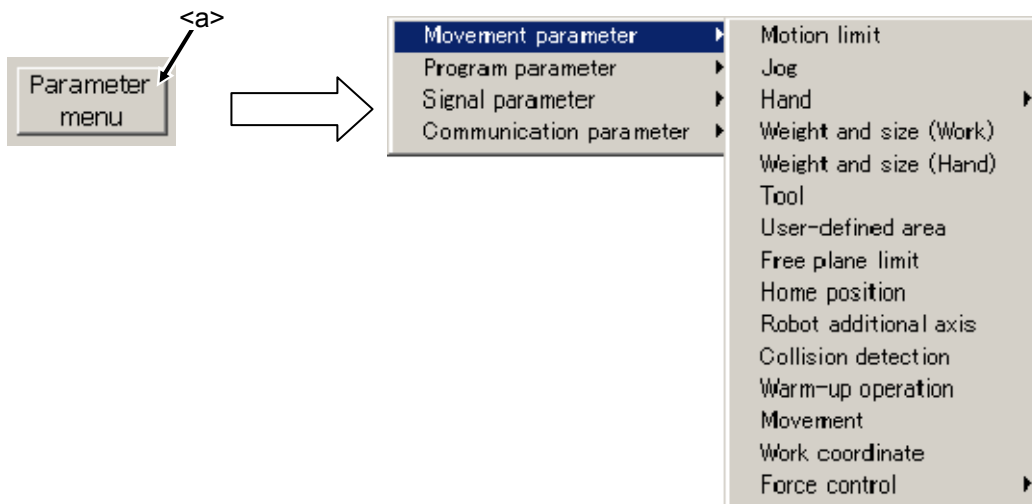 <a>
Parameter
menu
Movement parameter
Program parameter
Signal parameter
Communication parameter
Motion limit
Jog
Hand
Weight and size (Work)
Weight and size (Hand)
Tool
User-defined area
Free plane limit
Home position
Robot additional axis
Collision detection
Warm-up operation
Movement
Work coordinate
Force control